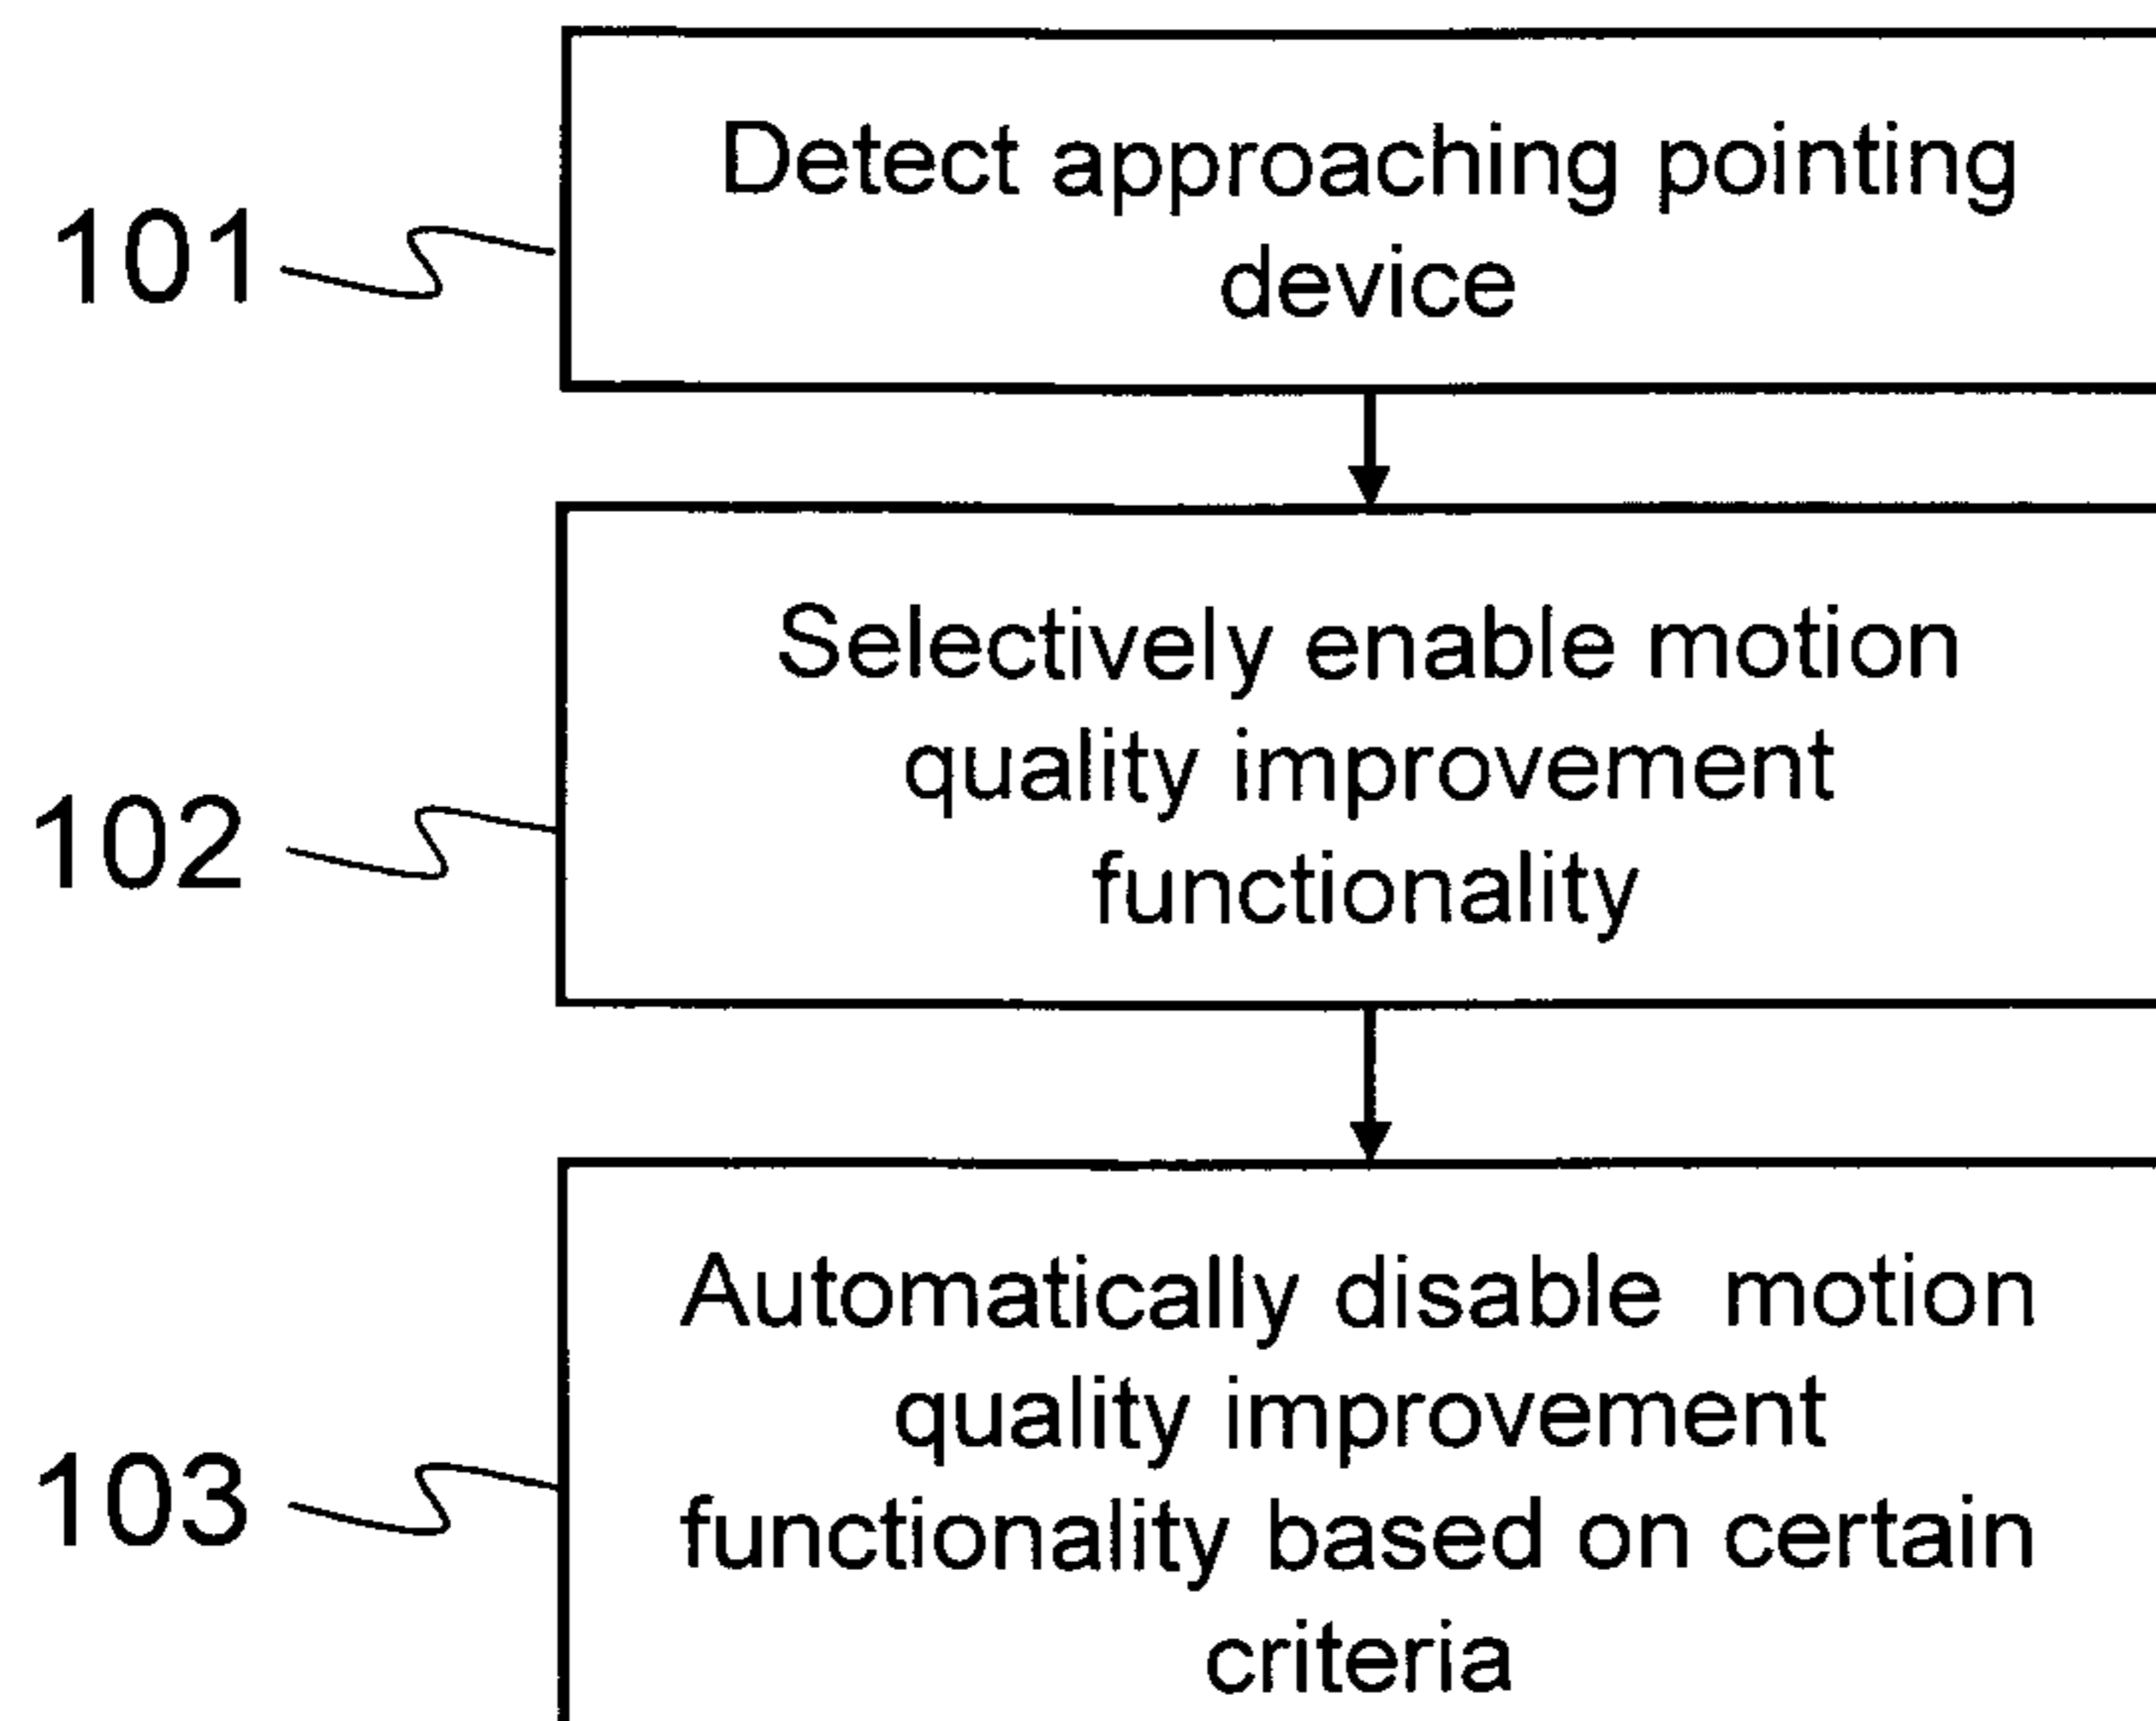 101
Detect approaching pointing
device
102
Selectively enable motion
quality improvement
functionality
103
Automatically disable motion
quality improvement
functionality based on certain
criteria